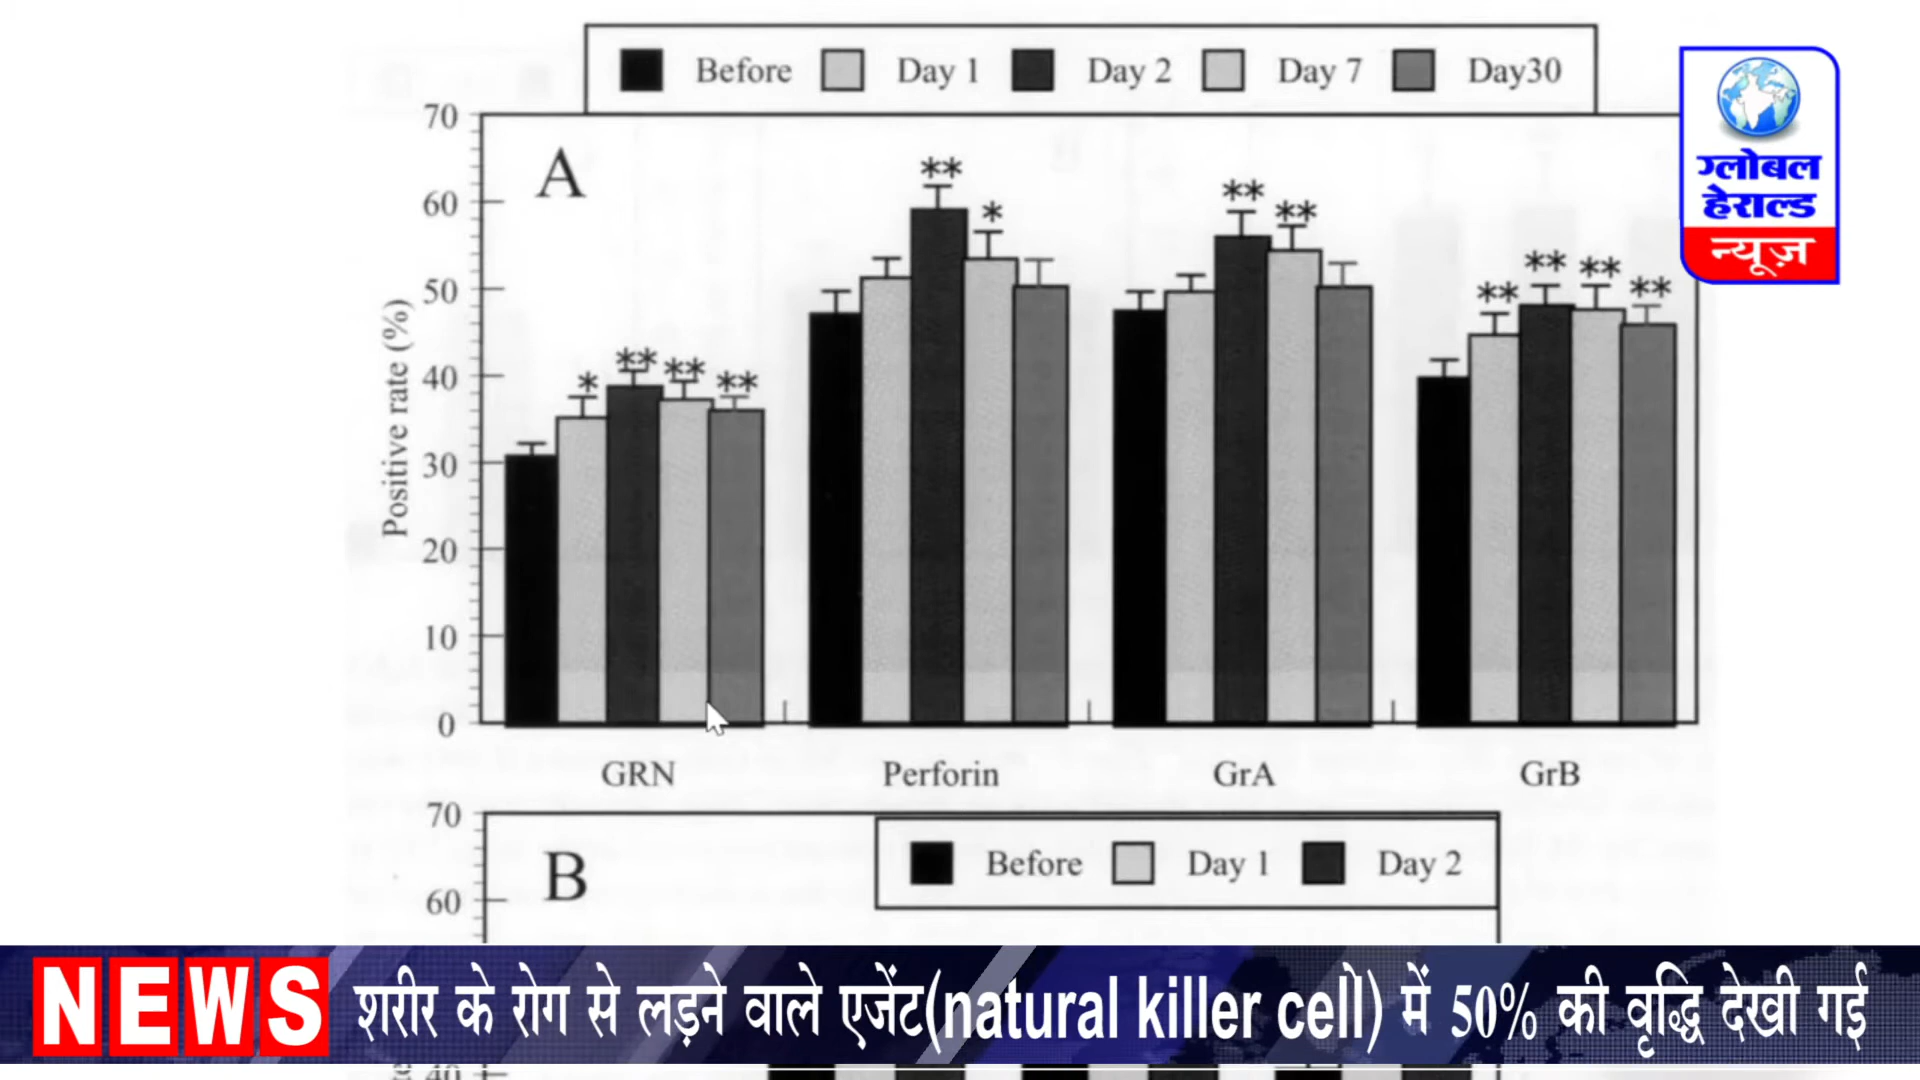 Before Day 1 Day 2 Day 7 Day30
ग्लोबल
हेराल्ड
न्यूज़
A
70
60
50
40
30
20
10
0
Positive rate (%)
** * ** **
* ** ** ** ** ** ** **
GRN Perforin GrA GrB
B
Before Day 1 Day 2
70
60
40
NEWS शरीर के रोग से लड़ने वाले एजेंट(natural killer cell) में 50% की वृद्धि देखी गई